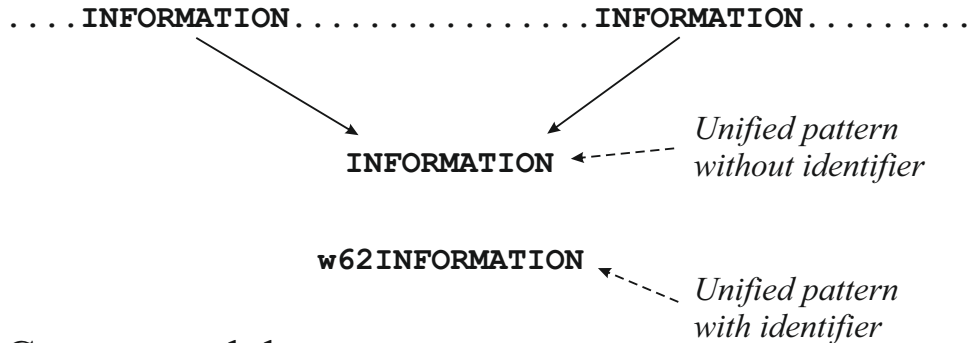 ....INFORMATION................INFORMATION.........
Unified pattern
without identifier
INFORMATION
w62INFORMATION
Unified pattern
with identifier